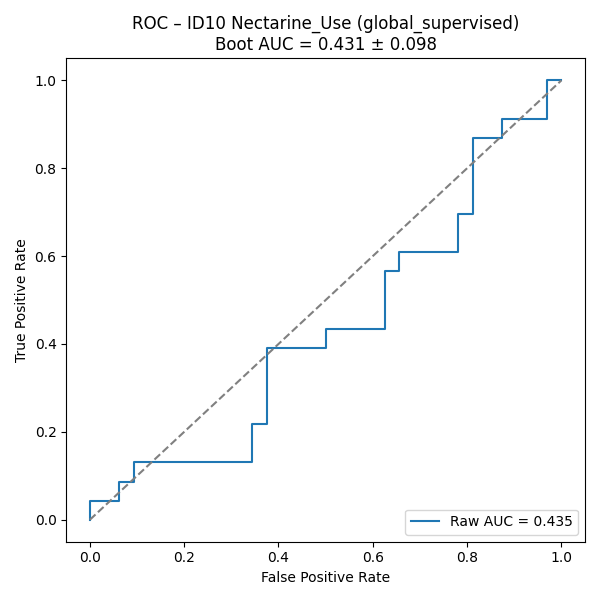 ROC – ID10 Nectarine_Use (global_supervised)
Boot AUC = 0.431 ± 0.098
1.0
0.8
0.6
0.4
0.2
0.0
True Positive Rate
Raw AUC = 0.435
0.0 0.2 0.4 0.6 0.8 1.0
False Positive Rate